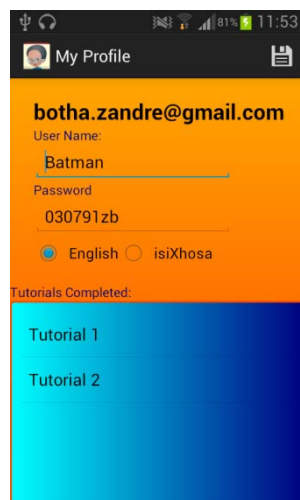 81% 11:53
My Profile
botha.zandre@gmail.com
User Name:
Batman
Password
030791zb
English isiXhosa
Tutorials Completed:
Tutorial 1
Tutorial 2